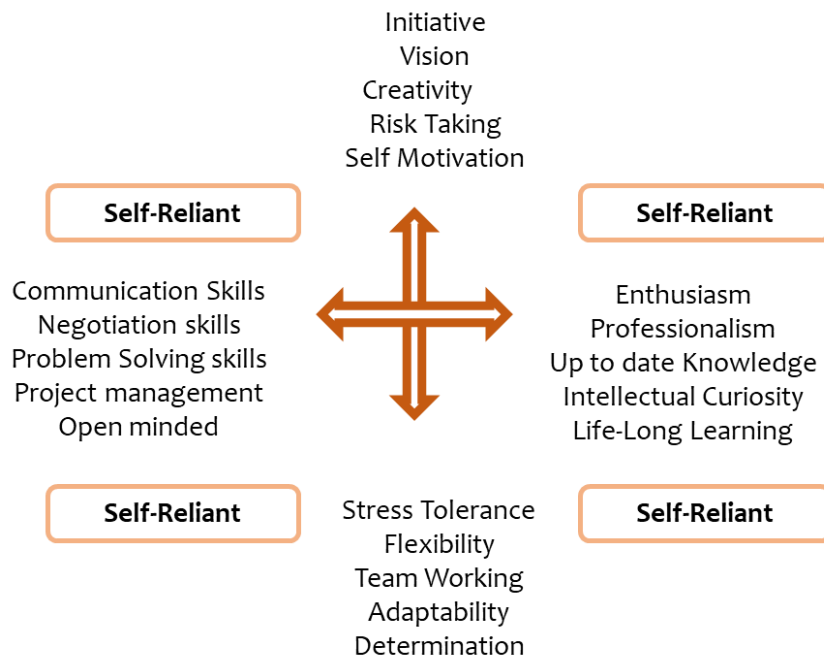 Initiative
Vision
Creativity
Risk Taking
Self Motivation
Self-Reliant
Self-Reliant
Communication Skills
Negotiation skills
Problem Solving skills
Project management
Open minded
Enthusiasm
Professionalism
Up to date Knowledge
Intellectual Curiosity
Life-Long Learning
Self-Reliant
Self-Reliant
Stress Tolerance
Flexibility
Team Working
Adaptability
Determination